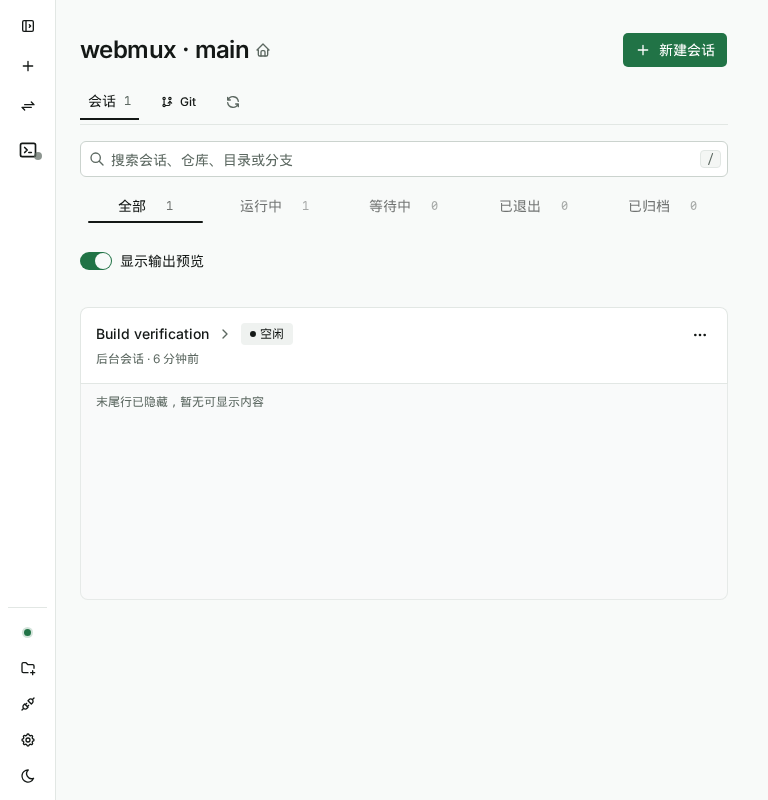 webmux · main
新建会话
会话 1
Git
搜索会话、仓库、目录或分支
/
全部 1
运行中 1
等待中 0
已退出 0
已归档 0
显示输出预览
Build verification
空闲
后台会话 · 6 分钟前
末尾行已隐藏，暂无可显示内容